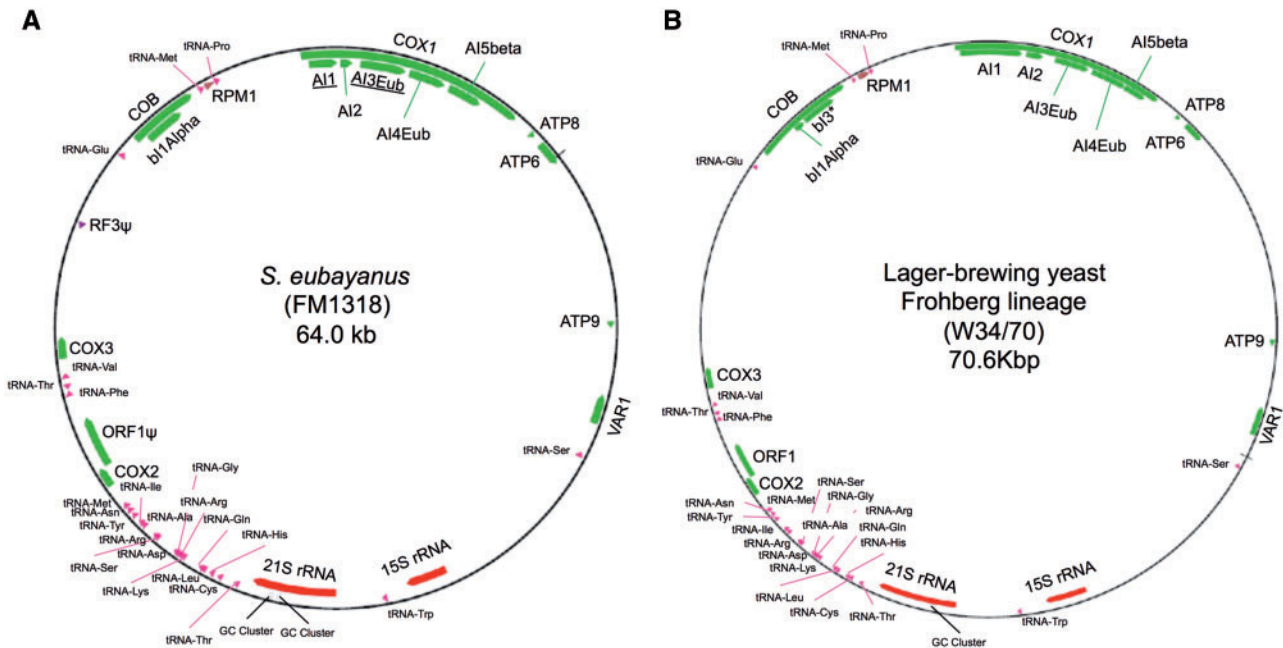 A
tRNA-Pro
tRNA-Met
RPM1
COB
bI1Alpha
tRNA-Glu
RF3ψ
COX1
AI5beta
AI1
AI3Eub
AI2
AI4Eub
ATP8
ATP6
S. eubayanus
(FM1318)
64.0 kb
ATP9
VAR1
tRNA-Ser
COX3
tRNA-Val
tRNA-Thr
tRNA-Phe
ORF1ψ
COX2
tRNA-Ile
tRNA-Gly
tRNA-Met
tRNA-Asn
tRNA-Arg
tRNA-Tyr
tRNA-Ala
tRNA-Gln
tRNA-Arg
tRNA-His
tRNA-Ser
tRNA-Asp
tRNA-Leu
tRNA-Lys
tRNA-Cys
21S rRNA
15S rRNA
tRNA-Trp
GC Cluster
GC Cluster
tRNA-Thr
B
tRNA-Pro
tRNA-Met
RPM1
COB
bI3*
bI1Alpha
tRNA-Glu
COX1
AI5beta
AI1
AI2
AI3Eub
AI4Eub
ATP8
ATP6
Lager-brewing yeast
Frohberg lineage
(W34/70)
70.6Kbp
ATP9
VAR1
tRNA-Ser
COX3
tRNA-Val
tRNA-Thr
tRNA-Phe
ORF1
COX2
tRNA-Ser
tRNA-Met
tRNA-Gly
tRNA-Asn
tRNA-Arg
tRNA-Tyr
tRNA-Ala
tRNA-Gln
tRNA-Ile
tRNA-Arg
tRNA-His
tRNA-Asp
tRNA-Lys
21S rRNA
15S rRNA
tRNA-Leu
tRNA-Cys
tRNA-Thr
tRNA-Trp
GC Cluster